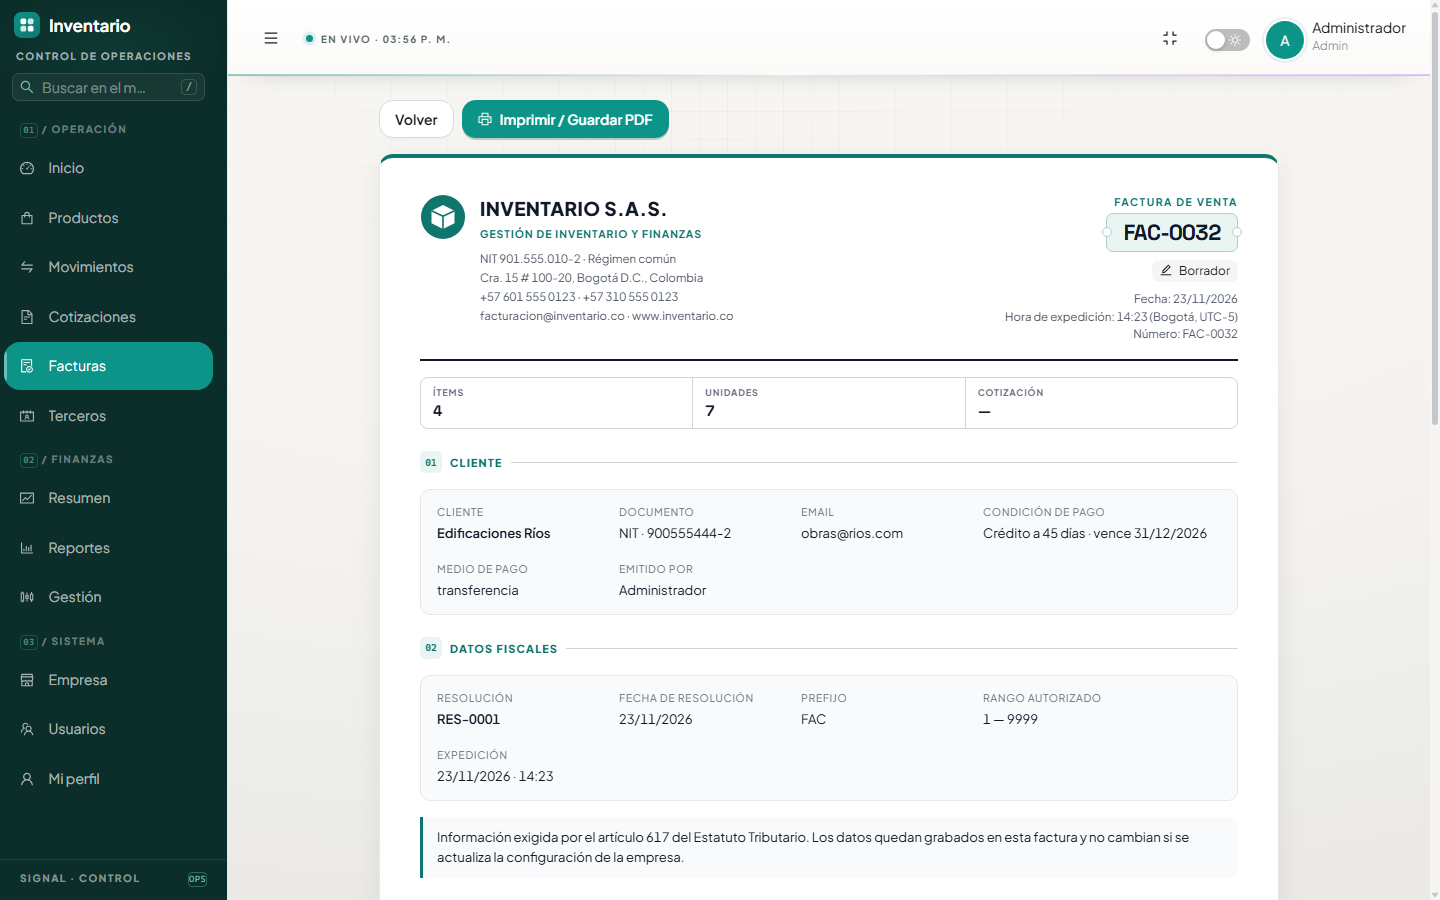 Inventario
CONTROL DE OPERACIONES
Buscar en el m... /
01 / OPERACIÓN
Inicio
Productos
Movimientos
Cotizaciones
Facturas
Terceros
02 / FINANZAS
Resumen
Reportes
Gestión
03 / SISTEMA
Empresa
Usuarios
Mi perfil
SIGNAL · CONTROL OPS
EN VIVO · 03:56 P. M.
A
Administrador
Admin
Volver
Imprimir / Guardar PDF
INVENTARIO S.A.S.
GESTIÓN DE INVENTARIO Y FINANZAS
NIT 901.555.010-2 · Régimen común
Cra. 15 # 100-20, Bogotá D.C., Colombia
+57 601 555 0123 · +57 310 555 0123
facturacion@inventario.co · www.inventario.co
FACTURA DE VENTA
FAC-0032
Borrador
Fecha: 23/11/2026
Hora de expedición: 14:23 (Bogotá, UTC-5)
Número: FAC-0032
ÍTEMS
4
UNIDADES
7
COTIZACIÓN
—
01 CLIENTE
CLIENTE
Edificaciones Ríos
DOCUMENTO
NIT · 900555444-2
EMAIL
obras@rios.com
CONDICIÓN DE PAGO
Crédito a 45 días · vence 31/12/2026
MEDIO DE PAGO
transferencia
EMITIDO POR
Administrador
02 DATOS FISCALES
RESOLUCIÓN
RES-0001
FECHA DE RESOLUCIÓN
23/11/2026
PREFIJO
FAC
RANGO AUTORIZADO
1 — 9999
EXPEDICIÓN
23/11/2026 · 14:23
Información exigida por el artículo 617 del Estatuto Tributario. Los datos quedan grabados en esta factura y no cambian si se
actualiza la configuración de la empresa.